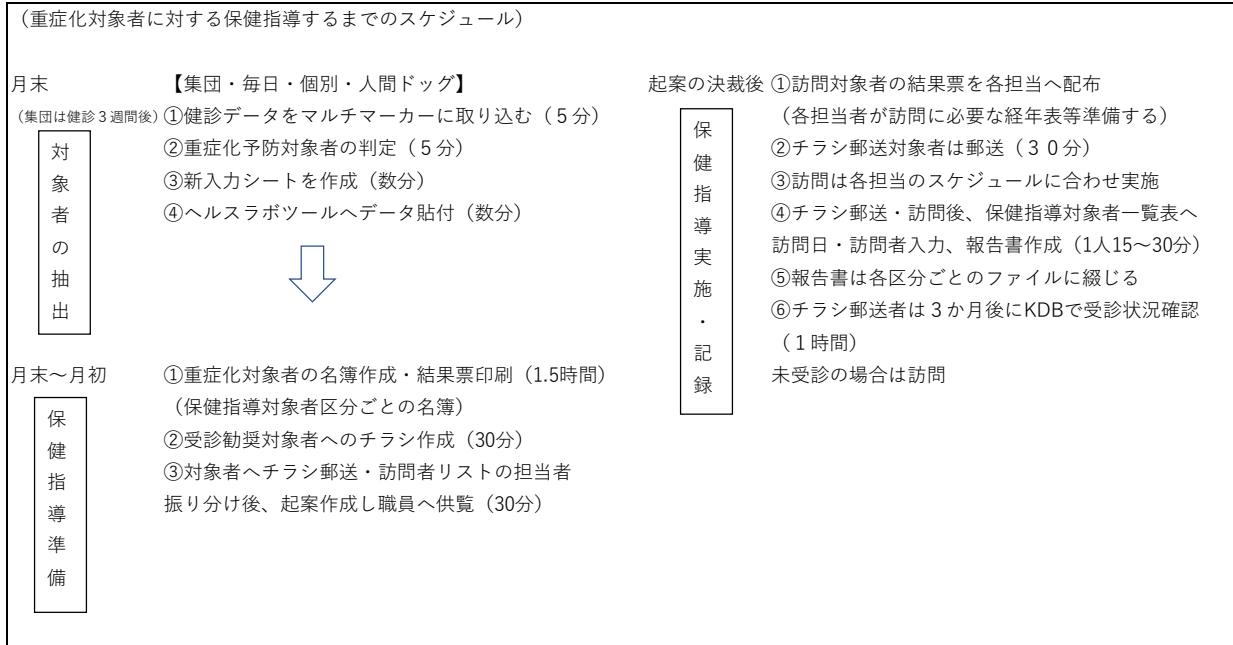 （重症化対象者に対する保健指導するまでのスケジュール）
月末
【集団・毎日・個別・人間ドッグ】
（集団は健診３週間後）
①健診データをマルチマーカーに取り込む（５分）
②重症化予防対象者の判定（５分）
③新入力シートを作成（数分）
④ヘルスラボツールへデータ貼付（数分）
対象者の抽出
月末～月初
①重症化対象者の名簿作成・結果票印刷（1.5時間）
（保健指導対象者区分ごとの名簿）
②受診勧奨対象者へのチラシ作成（30分）
③対象者へチラシ郵送・訪問者リストの担当者
振り分け後、起案作成し職員へ供覧（30分）
保健指導準備
起案の決裁後
①訪問対象者の結果票を各担当へ配布
（各担当者が訪問に必要な経年表等準備する）
②チラシ郵送対象者は郵送（３０分）
③訪問は各担当のスケジュールに合わせ実施
④チラシ郵送・訪問後、保健指導対象者一覧表へ
訪問日・訪問者入力、報告書作成（1人15～30分）
⑤報告書は各区分ごとのファイルに綴じる
⑥チラシ郵送者は３か月後にKDBで受診状況確認
（１時間）
未受診の場合は訪問
保健指導実施・記録